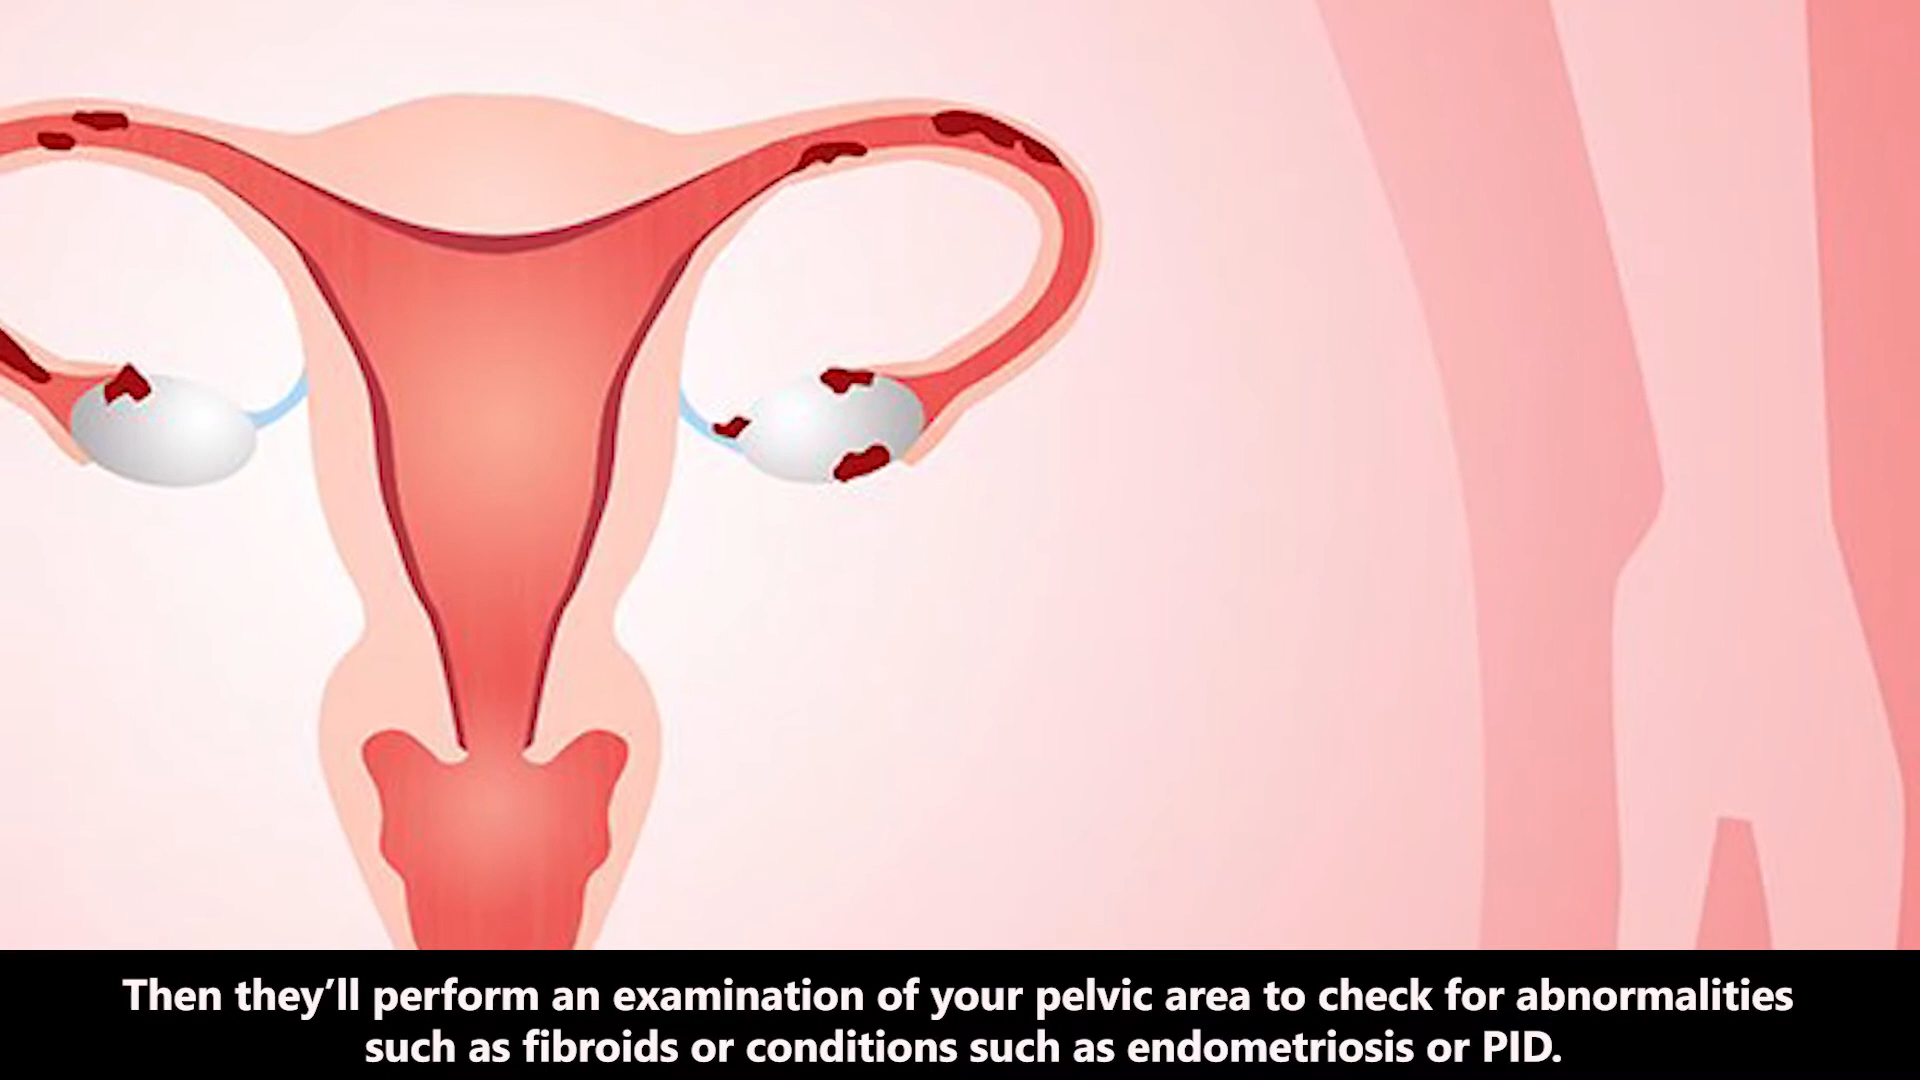 Then they’ll perform an examination of your pelvic area to check for abnormalities
such as fibroids or conditions such as endometriosis or PID.